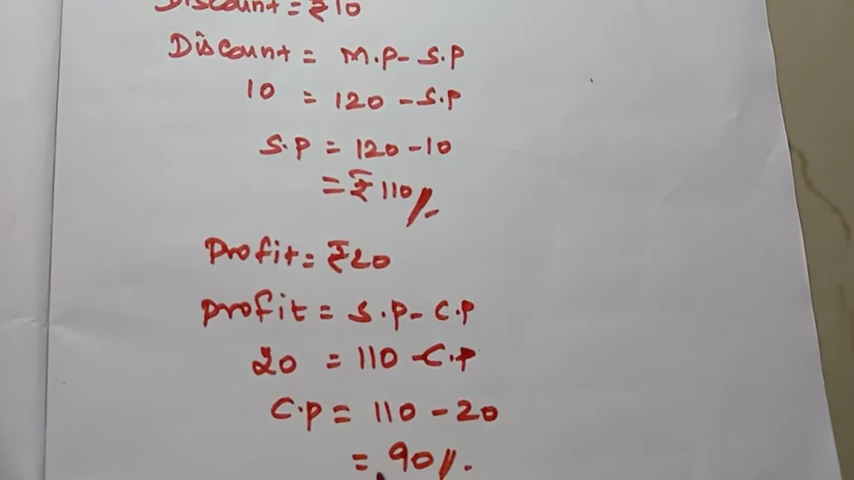 Discount = ₹10
Discount = M.P - S.P
10 = 120 - S.P
S.P = 120 - 10
= ₹110/-
Profit = ₹20
Profit = S.P - C.P
20 = 110 - C.P
C.P = 110 - 20
= 90/-